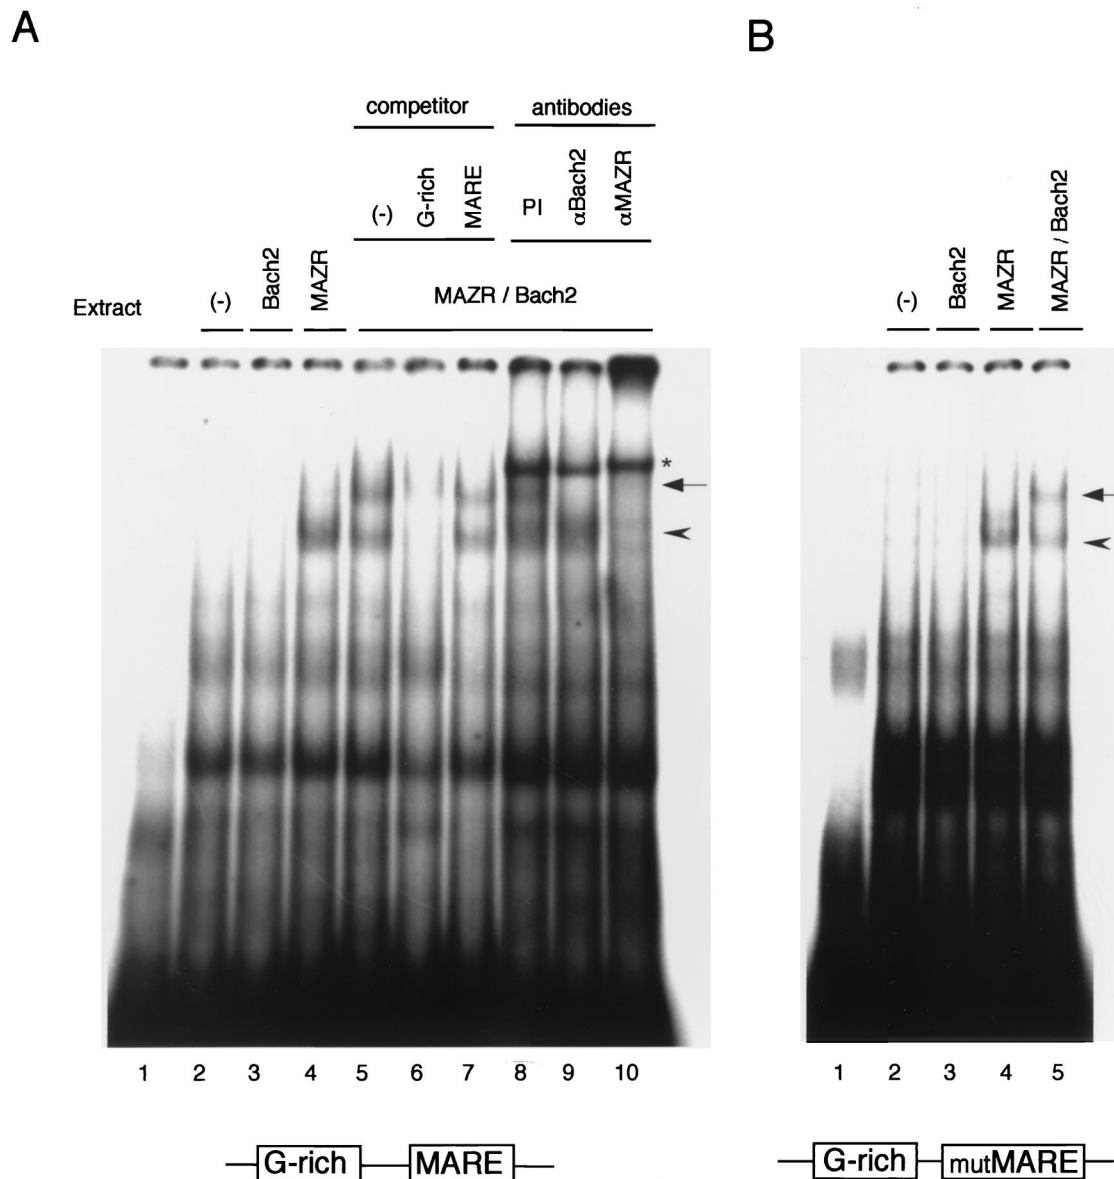 A
B
competitor
antibodies
(-)
G-rich
MARE
PI
αBach2
αMAZR
Extract
(-)
Bach2
MAZR
MAZR / Bach2
(-)
Bach2
MAZR
MAZR / Bach2
*
1 2 3 4 5 6 7 8 9 10
1 2 3 4 5
G-rich MARE
G-rich mutMARE